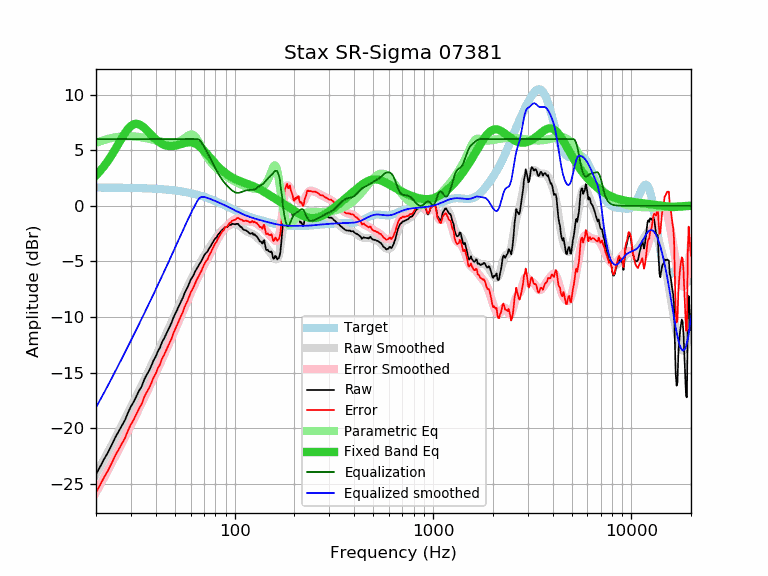 Stax SR-Sigma 07381
Amplitude (dBr)
10
5
0
−5
−10
−15
−20
−25
Target
Raw Smoothed
Error Smoothed
Raw
Error
Parametric Eq
Fixed Band Eq
Equalization
Equalized smoothed
100 1000 10000
Frequency (Hz)